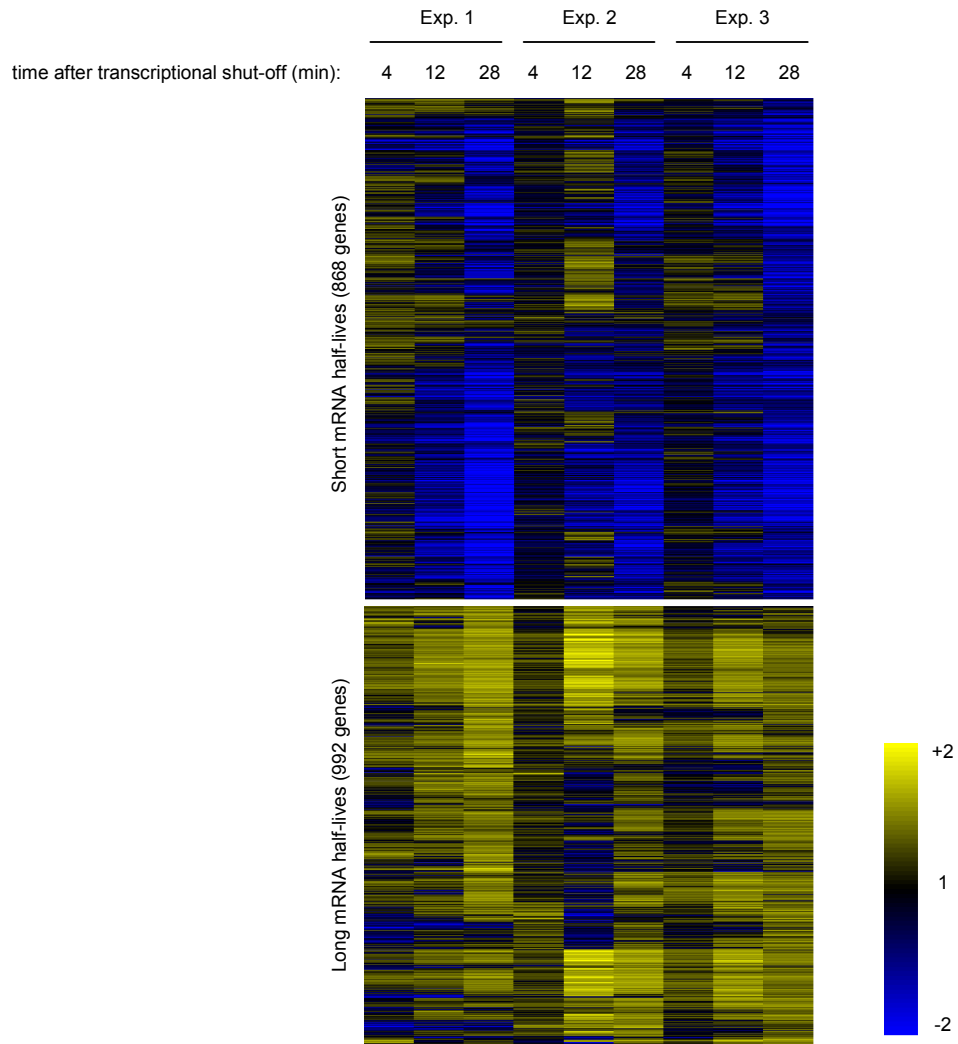 Exp. 1 Exp. 2 Exp. 3
time after transcriptional shut-off (min): 4 12 28 4 12 28 4 12 28
Short mRNA half-lives (868 genes)
Long mRNA half-lives (992 genes)
+2
1
-2